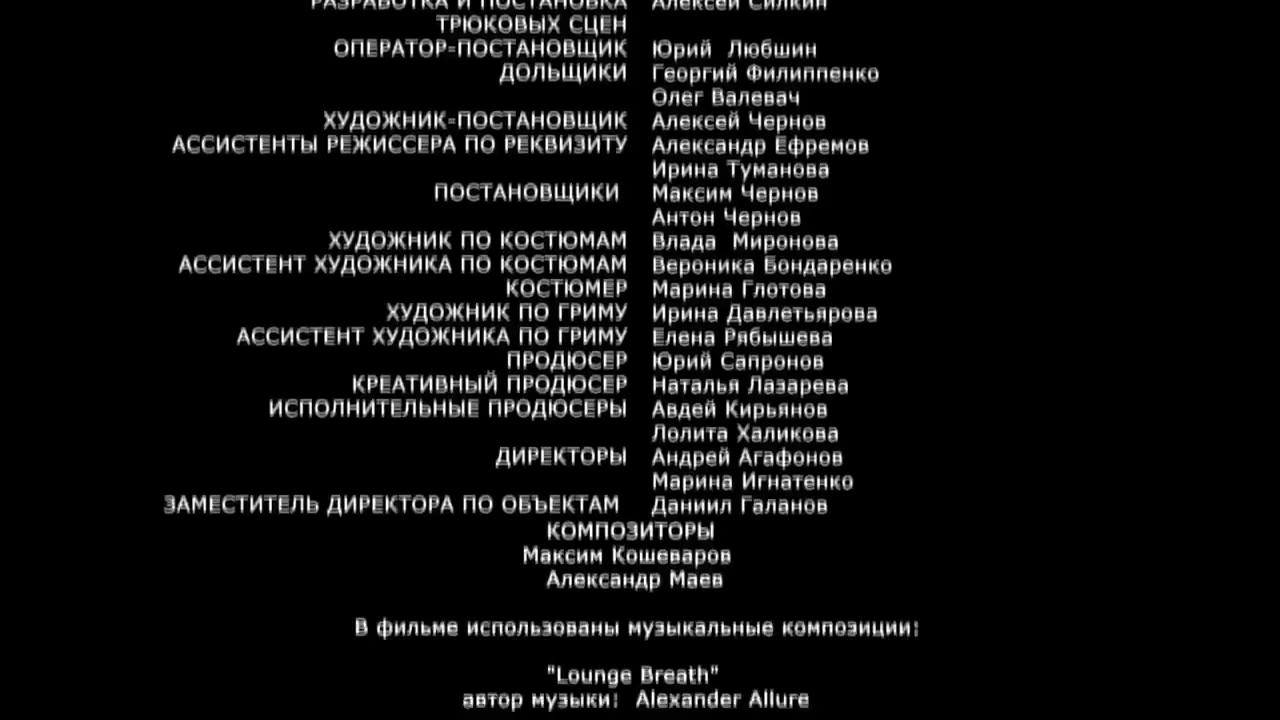 РАЗРАБОТКА И ПОСТАНОВКА Алексей Силкин
ТРЮКОВЫХ СЦЕН
ОПЕРАТОР-ПОСТАНОВЩИК Юрий Любшин
ДОЛЬЩИКИ Георгий Филиппенко
Олег Валевач
ХУДОЖНИК-ПОСТАНОВЩИК Алексей Чернов
АССИСТЕНТЫ РЕЖИССЕРА ПО РЕКВИЗИТУ Александр Ефремов
Ирина Туманова
ПОСТАНОВЩИКИ Максим Чернов
Антон Чернов
ХУДОЖНИК ПО КОСТЮМАМ Влада Миронова
АССИСТЕНТ ХУДОЖНИКА ПО КОСТЮМАМ Вероника Бондаренко
КОСТЮМЕР Марина Глотова
ХУДОЖНИК ПО ГРИМУ Ирина Давлетьярова
АССИСТЕНТ ХУДОЖНИКА ПО ГРИМУ Елена Рябышева
ПРОДЮСЕР Юрий Сапронов
КРЕАТИВНЫЙ ПРОДЮСЕР Наталья Лазарева
ИСПОЛНИТЕЛЬНЫЕ ПРОДЮСЕРЫ Авдей Кирьянов
Лолита Халикова
ДИРЕКТОРЫ Андрей Агафонов
Марина Игнатенко
ЗАМЕСТИТЕЛЬ ДИРЕКТОРА ПО ОБЪЕКТАМ Даниил Галанов
КОМПОЗИТОРЫ
Максим Кошеваров
Александр Маев
В фильме использованы музыкальные композиции:
"Lounge Breath"
автор музыки: Alexander Allure